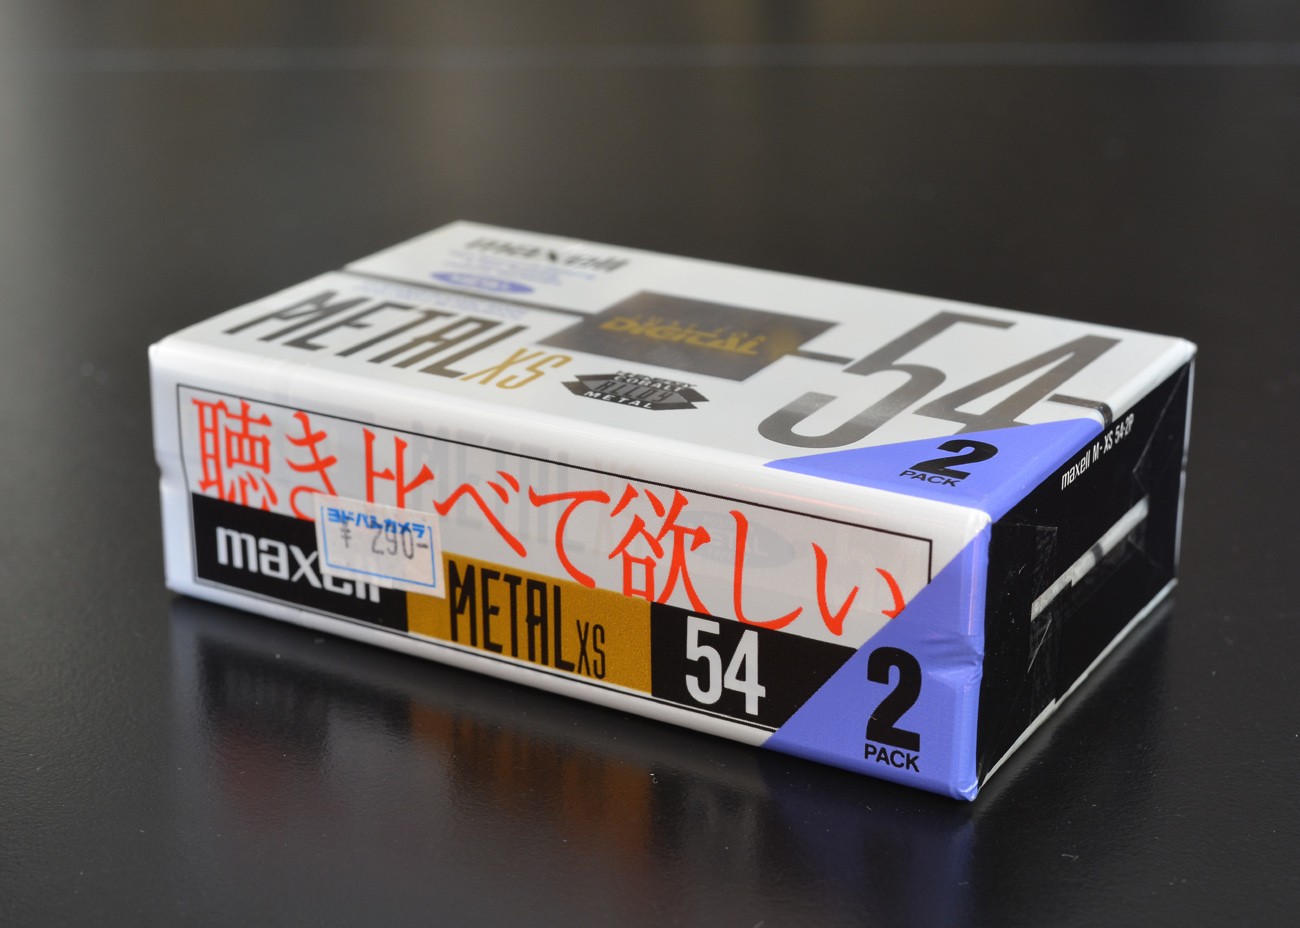 maxell
METAL XS
DIGITAL
COBALT
METAL
54
2
PACK
聴き比べて欲しい
ヨドバシカメラ
¥ 290-
maxell
METAL XS
54
2
PACK
maxell M-XS 54-2P